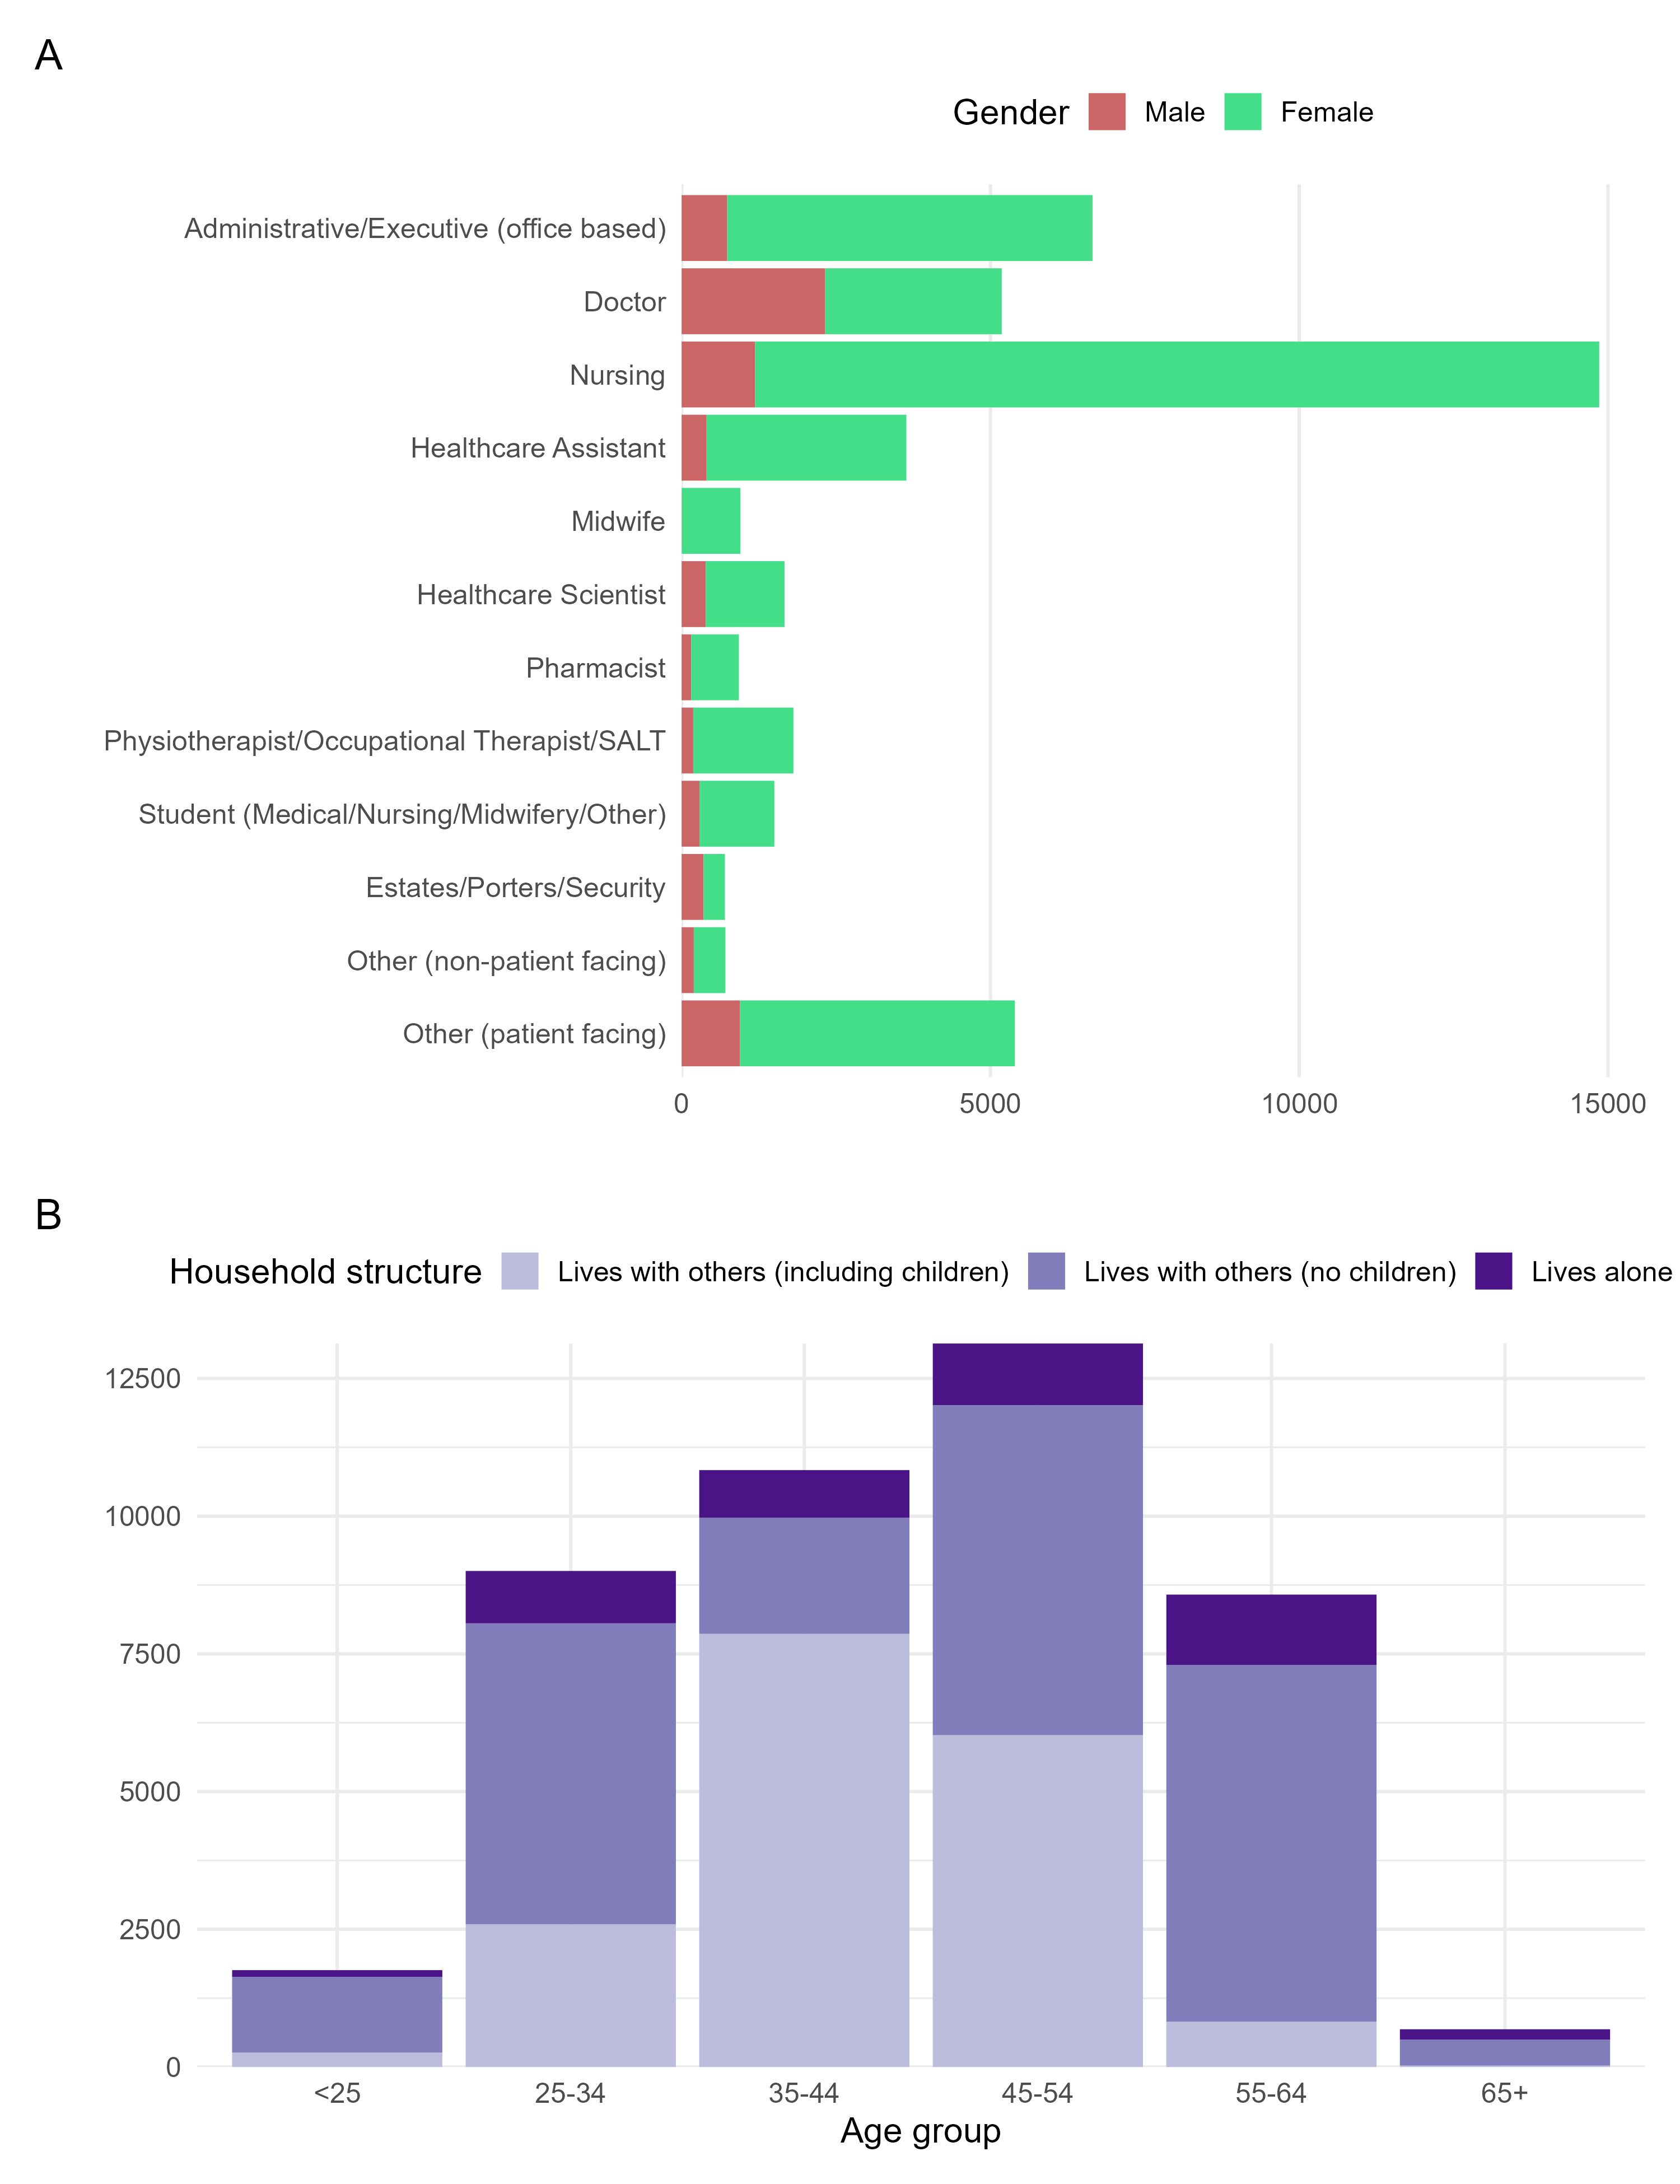 A
Gender Male Female
Administrative/Executive (office based)
Doctor
Nursing
Healthcare Assistant
Midwife
Healthcare Scientist
Pharmacist
Physiotherapist/Occupational Therapist/SALT
Student (Medical/Nursing/Midwifery/Other)
Estates/Porters/Security
Other (non-patient facing)
Other (patient facing)
0 5000 10000 15000
B
Household structure Lives with others (including children) Lives with others (no children) Lives alone
12500
10000
7500
5000
2500
0
<25 25-34 35-44 45-54 55-64 65+
Age group